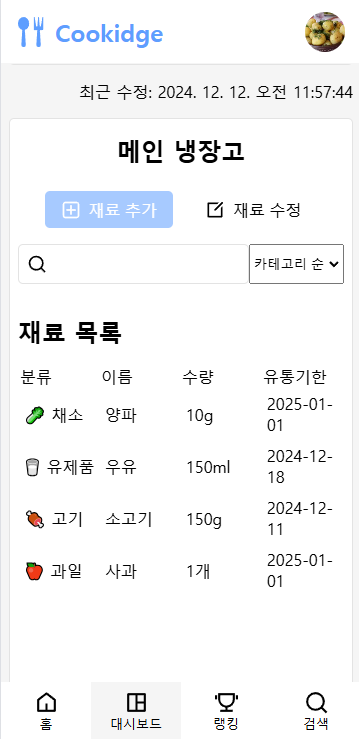 Cookidge
최근 수정: 2024. 12. 12. 오전 11:57:44
메인 냉장고
재료 추가 재료 수정
카테고리 순
재료 목록
분류 이름 수량 유통기한
채소 양파 10g 2025-01-
01
유제품 우유 150ml 2024-12-
18
고기 소고기 150g 2024-12-
11
과일 사과 1개 2025-01-
01
홈 대시보드 랭킹 검색